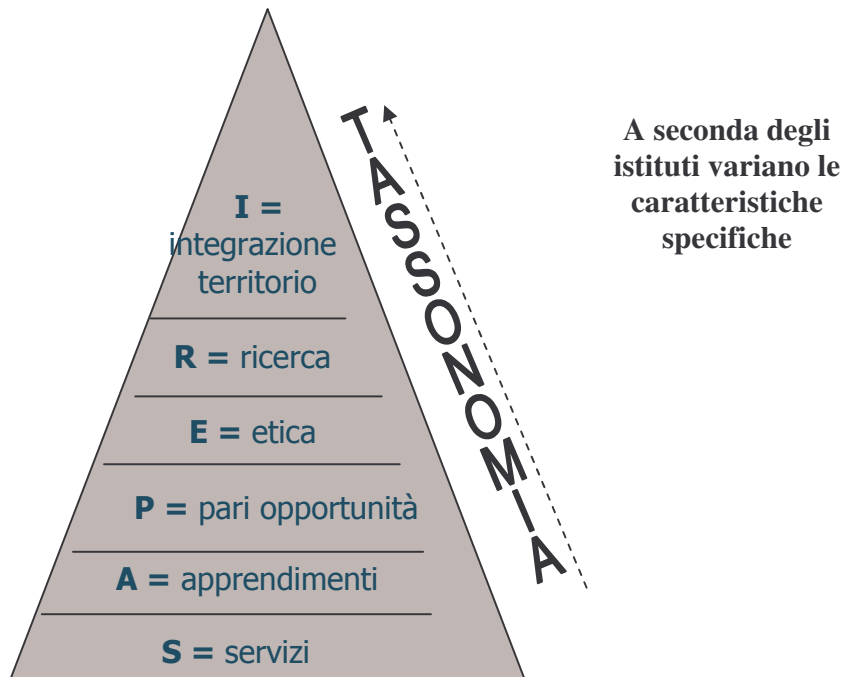 I =
integrazione
territorio
R = ricerca
E = etica
P = pari opportunità
A = apprendimenti
S = servizi
TASSONOMIA
A seconda degli
istituti variano le
caratteristiche
specifiche